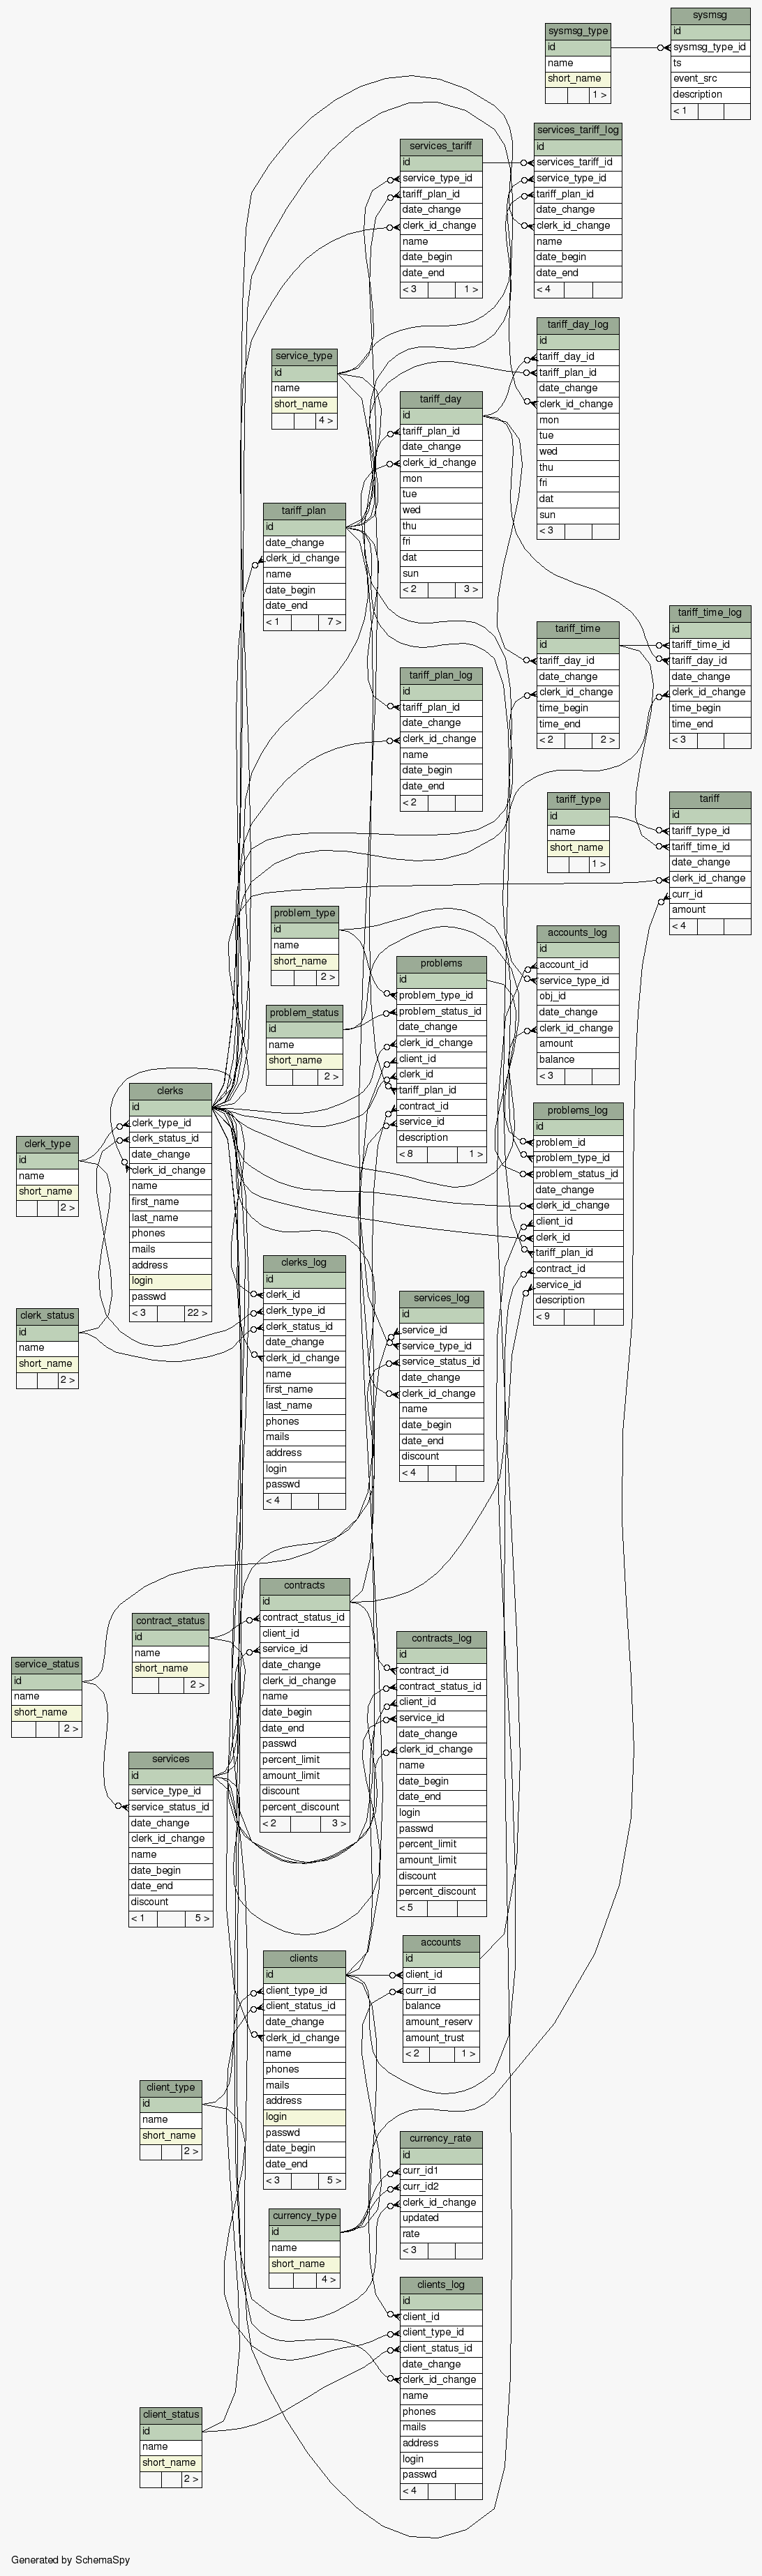 sysmsg
id
sysmsg_type_id
ts
event_src
description
< 1
sysmsg_type
id
name
short_name
1 >
services_tariff_log
id
services_tariff_id
service_type_id
tariff_plan_id
date_change
clerk_id_change
name
date_begin
date_end
< 4
services_tariff
id
service_type_id
tariff_plan_id
date_change
clerk_id_change
name
date_begin
date_end
< 3 1 >
tariff_day_log
id
tariff_day_id
tariff_plan_id
date_change
clerk_id_change
mon
tue
wed
thu
fri
dat
sun
< 3
service_type
id
name
short_name
4 >
tariff_day
id
tariff_plan_id
date_change
clerk_id_change
mon
tue
wed
thu
fri
dat
sun
< 2 3 >
tariff_plan
id
date_change
clerk_id_change
name
date_begin
date_end
< 1 7 >
tariff_time_log
id
tariff_time_id
tariff_day_id
date_change
clerk_id_change
time_begin
time_end
< 3
tariff_time
id
tariff_day_id
date_change
clerk_id_change
time_begin
time_end
< 2 2 >
tariff_plan_log
id
tariff_plan_id
date_change
clerk_id_change
name
date_begin
date_end
< 2
tariff
id
tariff_type_id
tariff_time_id
date_change
clerk_id_change
curr_id
amount
< 4
tariff_type
id
name
short_name
1 >
problem_type
id
name
short_name
2 >
accounts_log
id
account_id
service_type_id
obj_id
date_change
clerk_id_change
amount
balance
< 3
problems
id
problem_type_id
problem_status_id
date_change
clerk_id_change
client_id
clerk_id
tariff_plan_id
contract_id
service_id
description
< 8 1 >
problem_status
id
name
short_name
2 >
clerks
id
clerk_type_id
clerk_status_id
date_change
clerk_id_change
name
first_name
last_name
phones
mails
address
login
passwd
< 3 22 >
problems_log
id
problem_id
problem_type_id
problem_status_id
date_change
clerk_id_change
client_id
clerk_id
tariff_plan_id
contract_id
service_id
description
< 9
clerk_type
id
name
short_name
2 >
clerks_log
id
clerk_id
clerk_type_id
clerk_status_id
date_change
clerk_id_change
name
first_name
last_name
phones
mails
address
login
passwd
< 4
services_log
id
service_id
service_type_id
service_status_id
date_change
clerk_id_change
name
date_begin
date_end
discount
< 4
clerk_status
id
name
short_name
2 >
contracts
id
contract_status_id
client_id
service_id
date_change
clerk_id_change
name
date_begin
date_end
passwd
percent_limit
amount_limit
discount
percent_discount
< 2 3 >
contract_status
id
name
short_name
2 >
contracts_log
id
contract_id
contract_status_id
client_id
service_id
date_change
clerk_id_change
name
date_begin
date_end
login
passwd
percent_limit
amount_limit
discount
percent_discount
< 5
service_status
id
name
short_name
2 >
services
id
service_type_id
service_status_id
date_change
clerk_id_change
name
date_begin
date_end
discount
< 1 5 >
accounts
id
client_id
curr_id
balance
amount_reserv
amount_trust
< 2 1 >
clients
id
client_type_id
client_status_id
date_change
clerk_id_change
name
phones
mails
address
login
passwd
date_begin
date_end
< 3 5 >
client_type
id
name
short_name
2 >
currency_rate
id
curr_id1
curr_id2
clerk_id_change
updated
rate
< 3
currency_type
id
name
short_name
4 >
clients_log
id
client_id
client_type_id
client_status_id
date_change
clerk_id_change
name
phones
mails
address
login
passwd
< 4
client_status
id
name
short_name
2 >
Generated by SchemaSpy